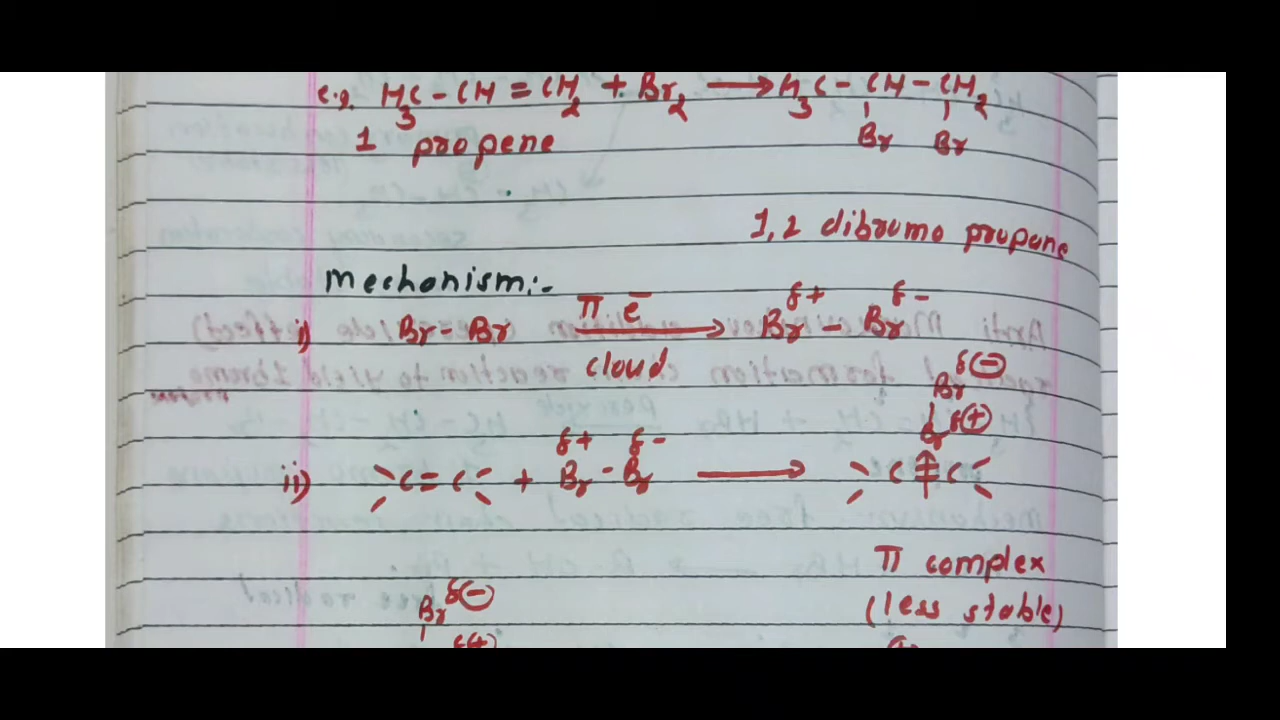 e.g. H₃C - CH = CH₂ + Br₂ ⟶ H₃C - CH - CH₂
Br Br
1 propene
1,2 dibromo propane
Mechanism:-
i) Br - Br π e⁻ cloud ⟶ Br δ+ - Br δ-
ii) C = C + Br δ+ - Br δ- ⟶ Br δ⊖
Br δ⊕
C = C
π complex
(less stable)
Br δ⊖